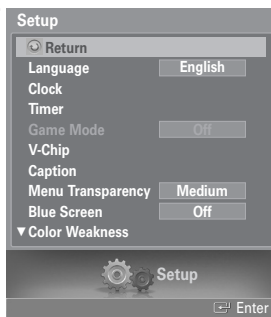 Setup
Return
Language English
Clock
Timer
Game Mode Off
V-Chip
Caption
Menu Transparency Medium
Blue Screen Off
▼Color Weakness
Setup
Enter